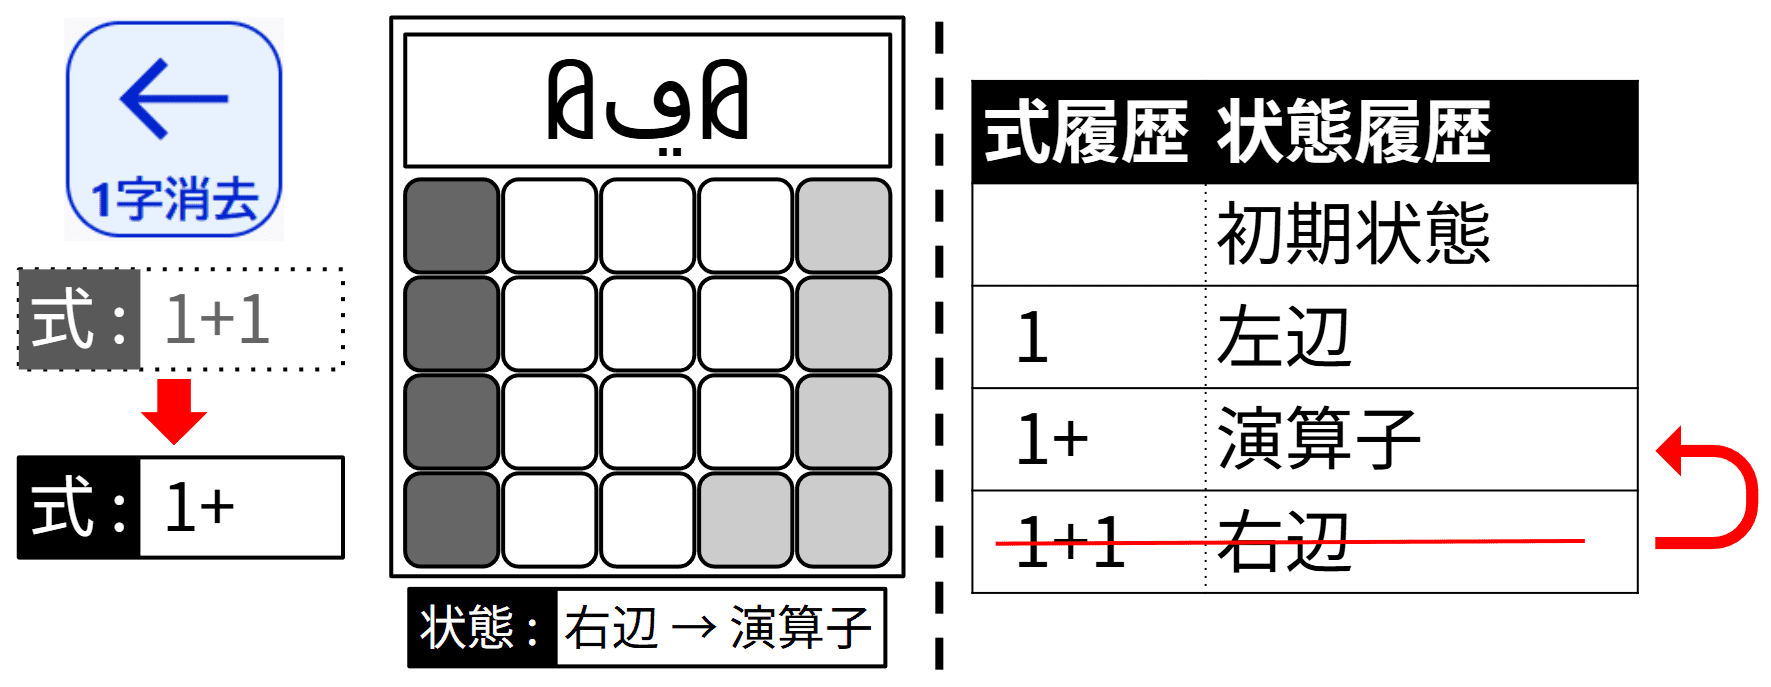 1字消去
式： 1+1
式： 1+
状態： 右辺 → 演算子
式履歴 状態履歴
初期状態
1 左辺
1+ 演算子
1+1 右辺